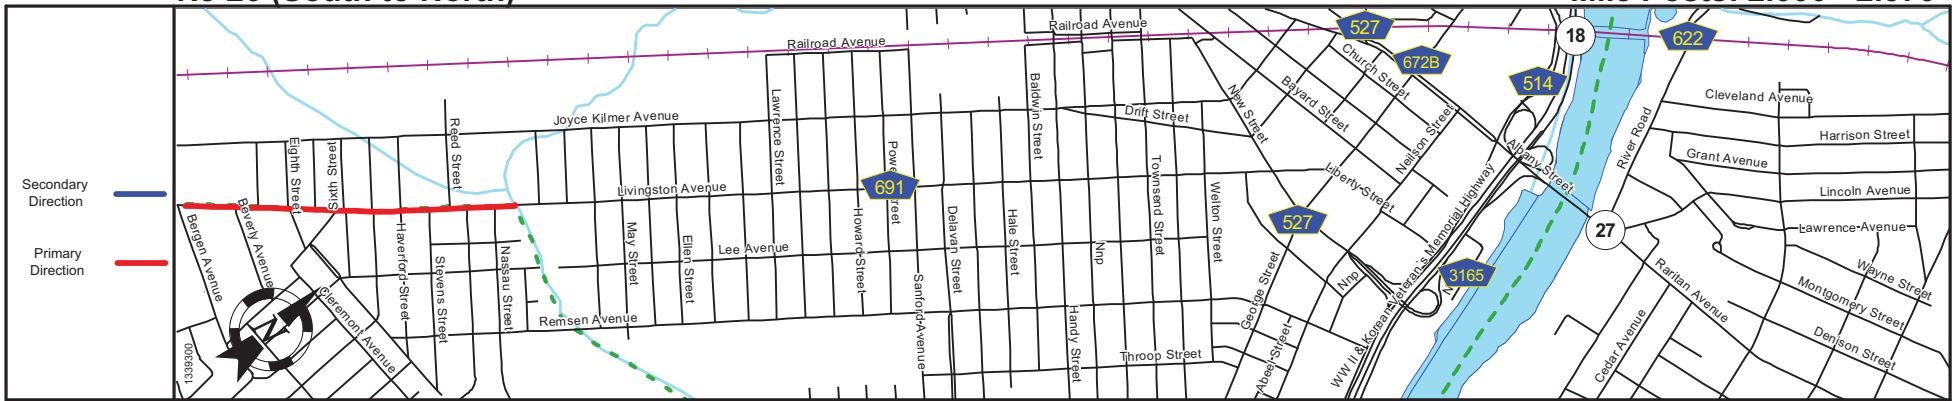 Railroad Avenue
527
18
622
Railroad Avenue
Church Street
672B
514
Baldwin Street
Lawrence Street
New Street
Bayard Street
Cleveland Avenue
Joyce Kilmer Avenue
Drift Street
Neilson Street
River Road
Harrison Street
Reed Street
Eighth Street
Sixth Street
Albany Street
Grant Avenue
Secondary
Direction
Livingston Avenue
691
Townsend Street
Welton Street
Liberty Street
Lincoln Avenue
Bergen Avenue
Beverly Avenue
Haverford Street
Stevens Street
Nassau Street
May Street
Ellen Street
Lee Avenue
Howard Street
Delavan Street
Hale Street
Nnp
527
27
Lawrence Avenue
Primary
Direction
George Street
Nnp
WW II & Korean Veteran's Memorial Highway
3165
Raritan Avenue
Wayne Street
Montgomery Street
N
Clermont Avenue
Remsen Avenue
Sanford Avenue
Handy Street
Throop Street
Abeel Street
Cedar Avenue
Denison Street
1339300